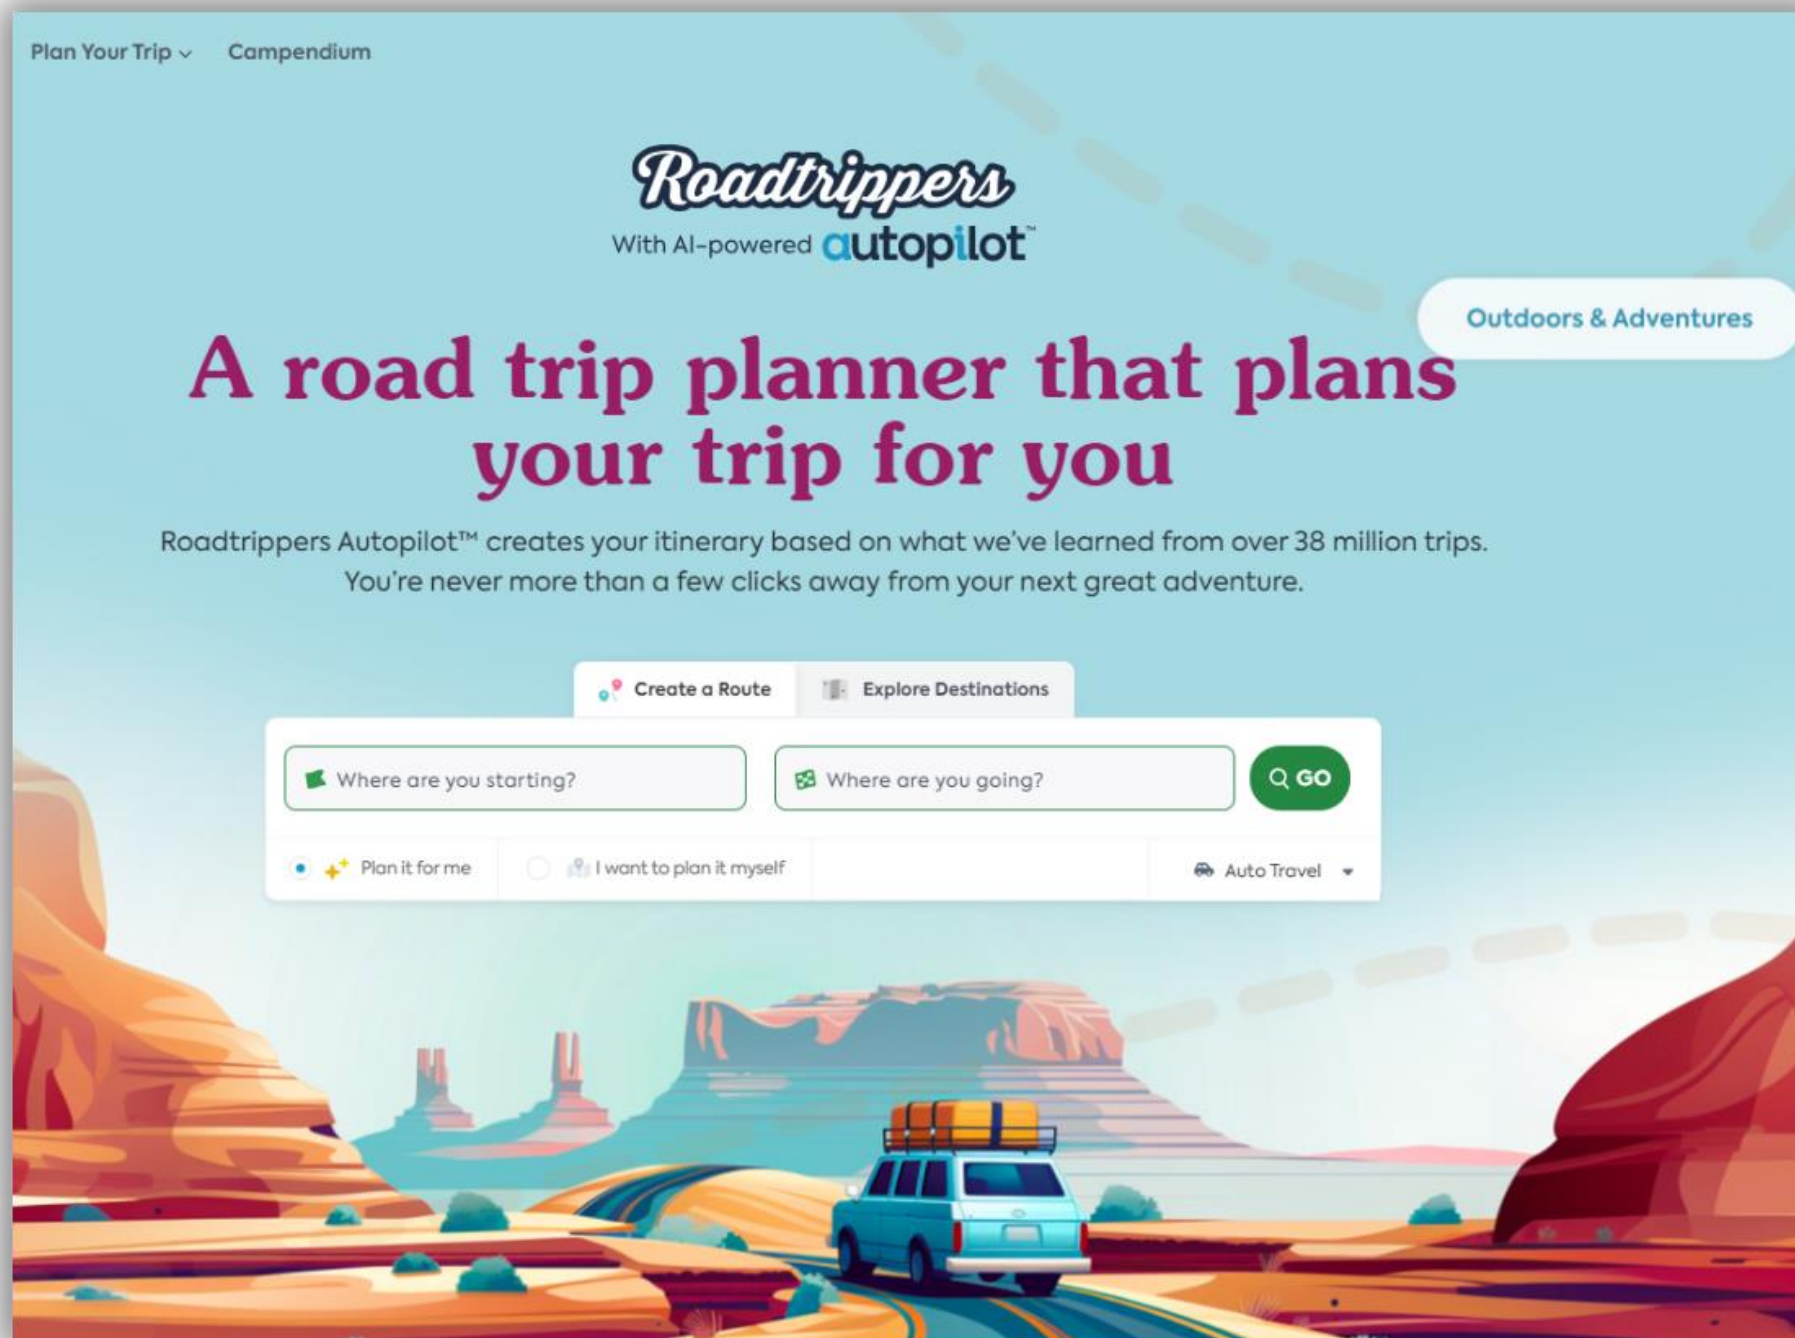 Plan Your Trip Campendium
Roadtrippers
With AI-powered autopilot™
Outdoors & Adventures
A road trip planner that plans
your trip for you
Roadtrippers Autopilot™ creates your itinerary based on what we've learned from over 38 million trips.
You're never more than a few clicks away from your next great adventure.
Create a Route Explore Destinations
Where are you starting? Where are you going? GO
Plan it for me I want to plan it myself Auto Travel